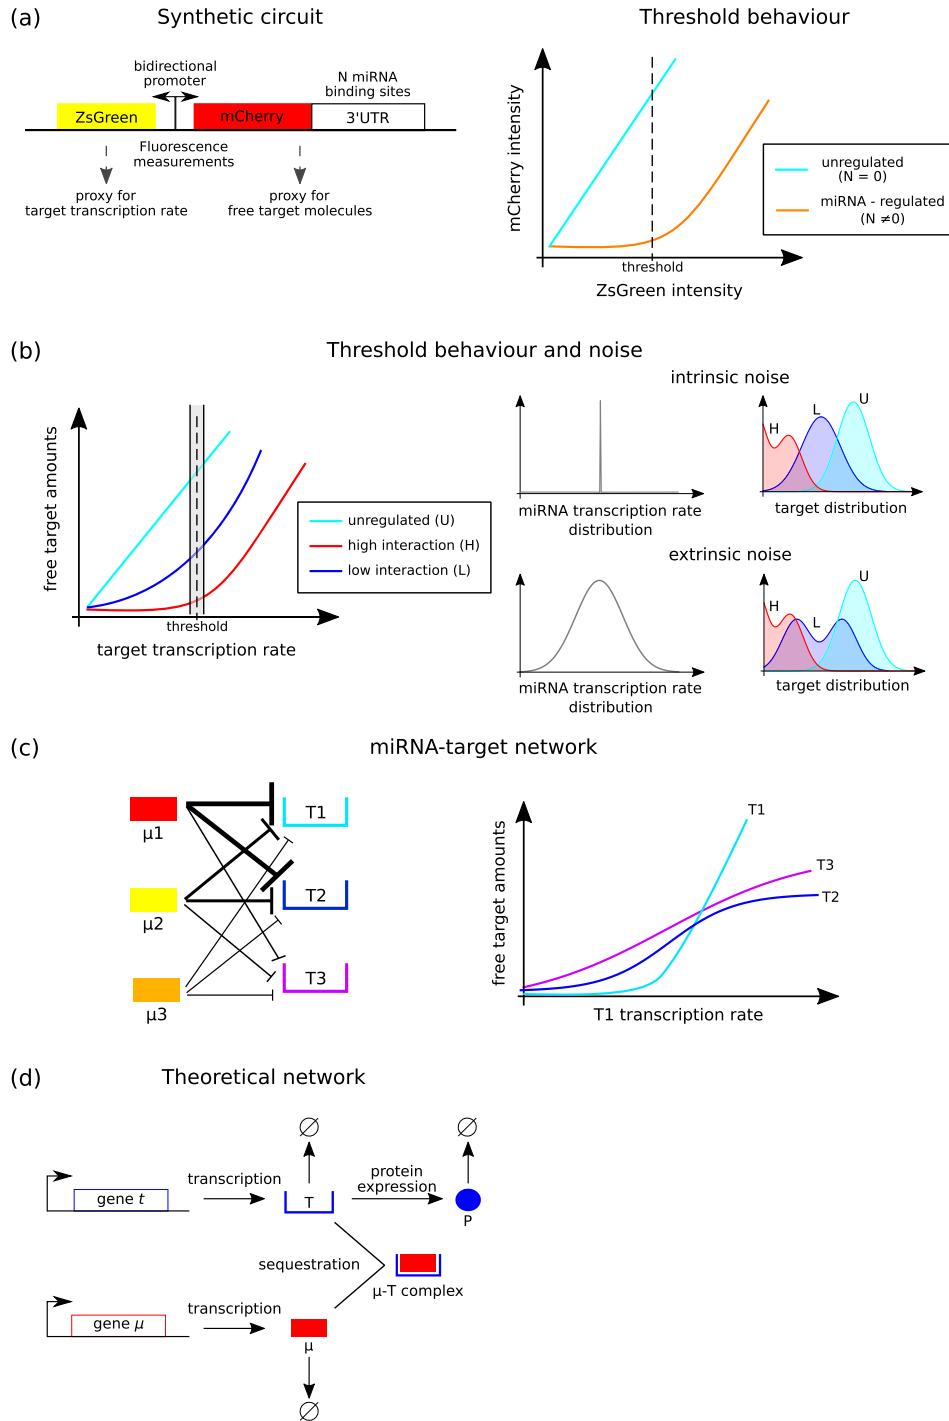 (a)
Synthetic circuit
bidirectional
promoter
N miRNA
binding sites
ZsGreen
mCherry
3'UTR
Fluorescence
measurements
proxy for
target transcription rate
proxy for
free target molecules
Threshold behaviour
mCherry intensity
threshold
ZsGreen intensity
unregulated
(N = 0)
miRNA - regulated
(N ≠0)
(b)
Threshold behaviour and noise
free target amounts
threshold
target transcription rate
unregulated (U)
high interaction (H)
low interaction (L)
intrinsic noise
miRNA transcription rate
distribution
H
L
U
target distribution
extrinsic noise
miRNA transcription rate
distribution
H
L
U
target distribution
(c)
miRNA-target network
μ1
μ2
μ3
T1
T2
T3
free target amounts
T1
T3
T2
T1 transcription rate
(d)
Theoretical network
gene t
transcription
∅
T
protein
expression
∅
P
sequestration
μ-T complex
gene μ
transcription
μ
∅